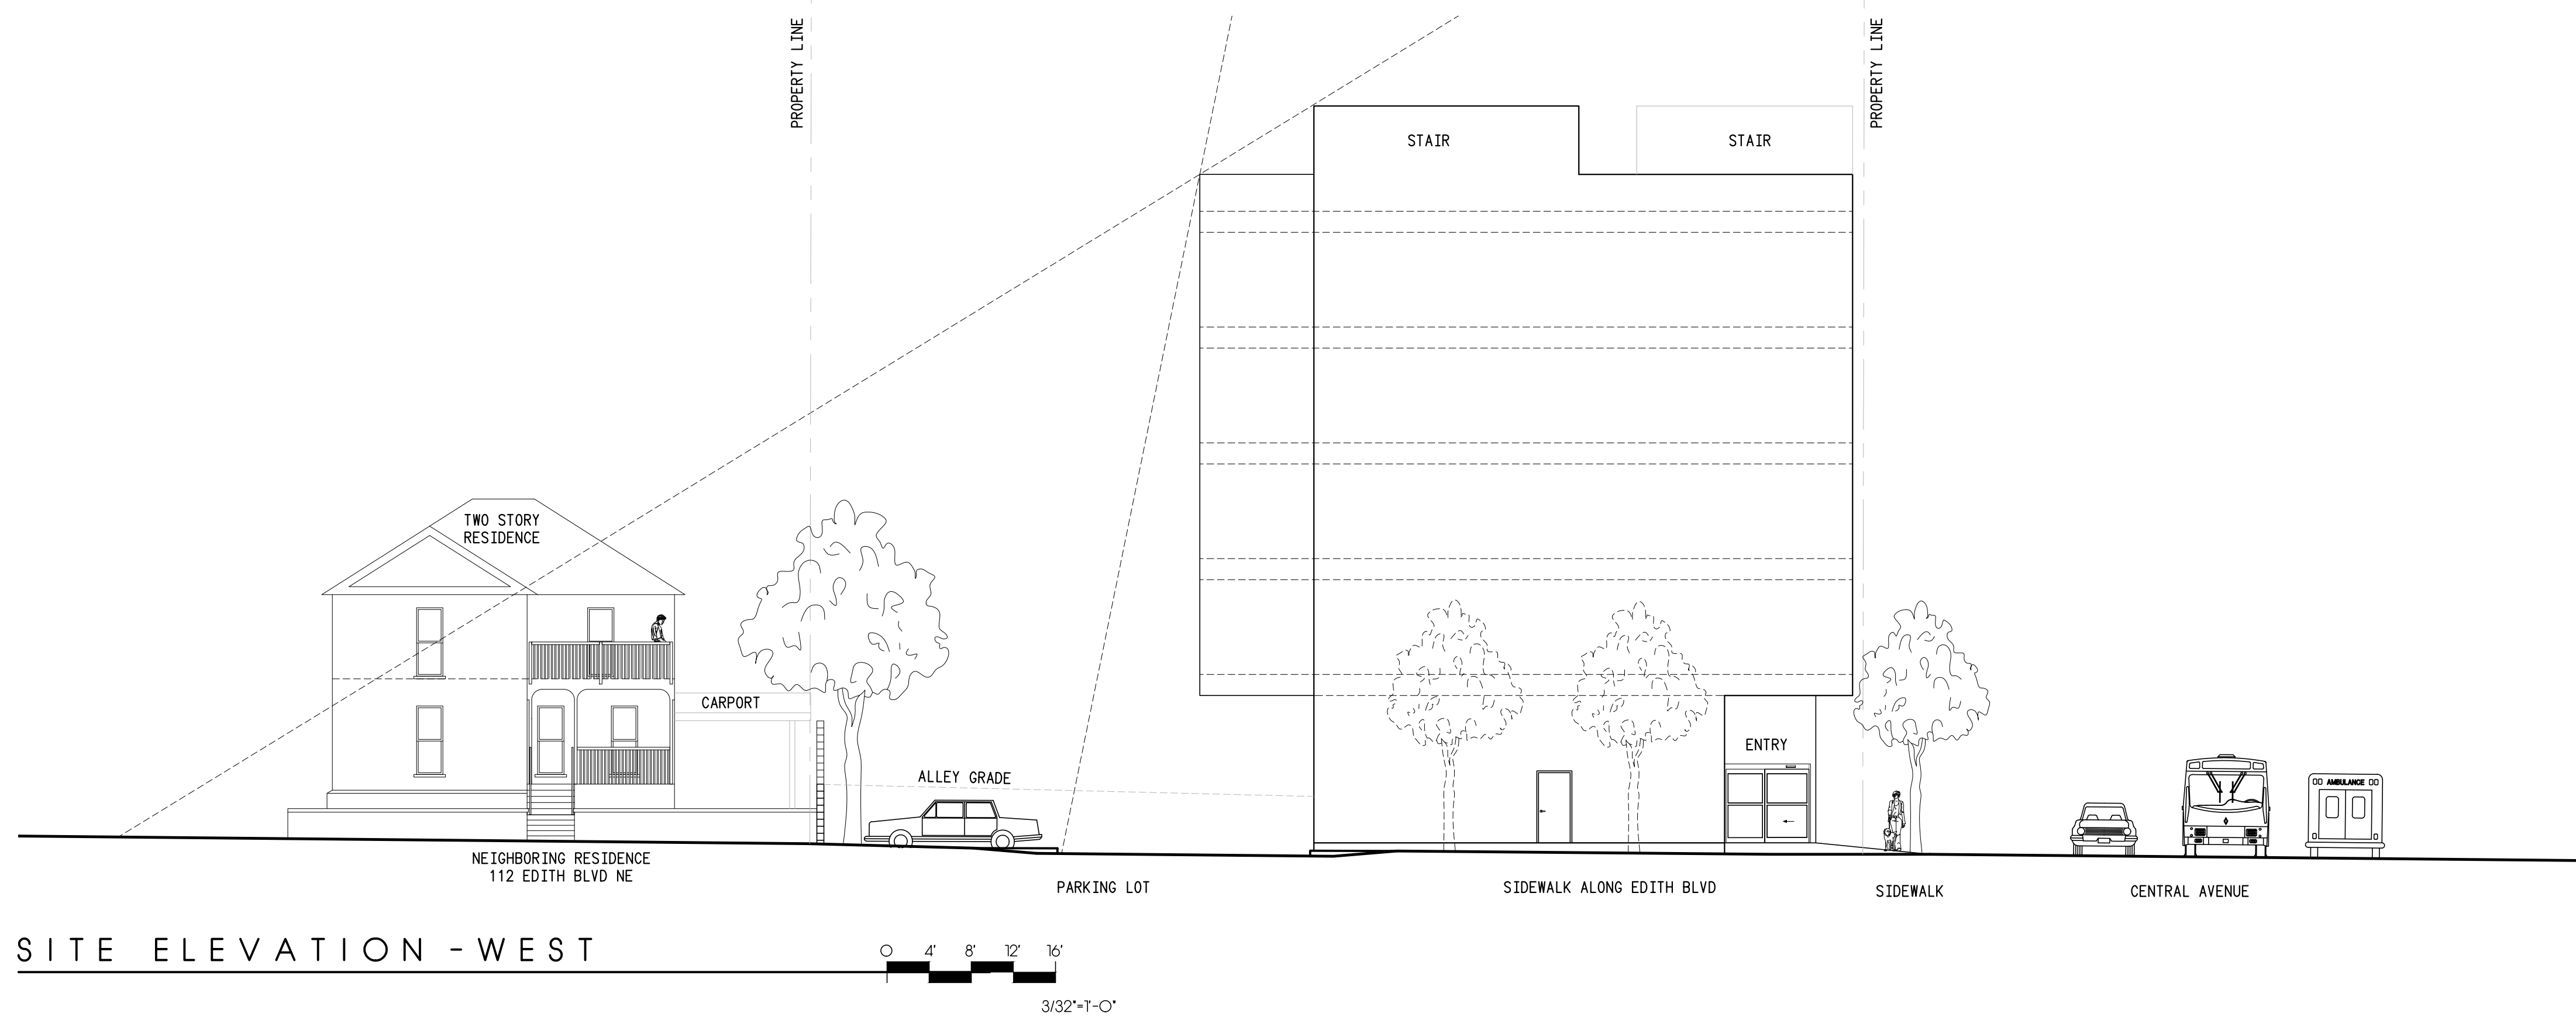 PROPERTY LINE
PROPERTY LINE
STAIR
STAIR
TWO STORY
RESIDENCE
CARPORT
ENTRY
ALLEY GRADE
AMBULANCE
NEIGHBORING RESIDENCE
112 EDITH BLVD NE
PARKING LOT
SIDEWALK ALONG EDITH BLVD
SIDEWALK
CENTRAL AVENUE
SITE ELEVATION - WEST
0 4' 8' 12' 16'
3/32"=1'-0"